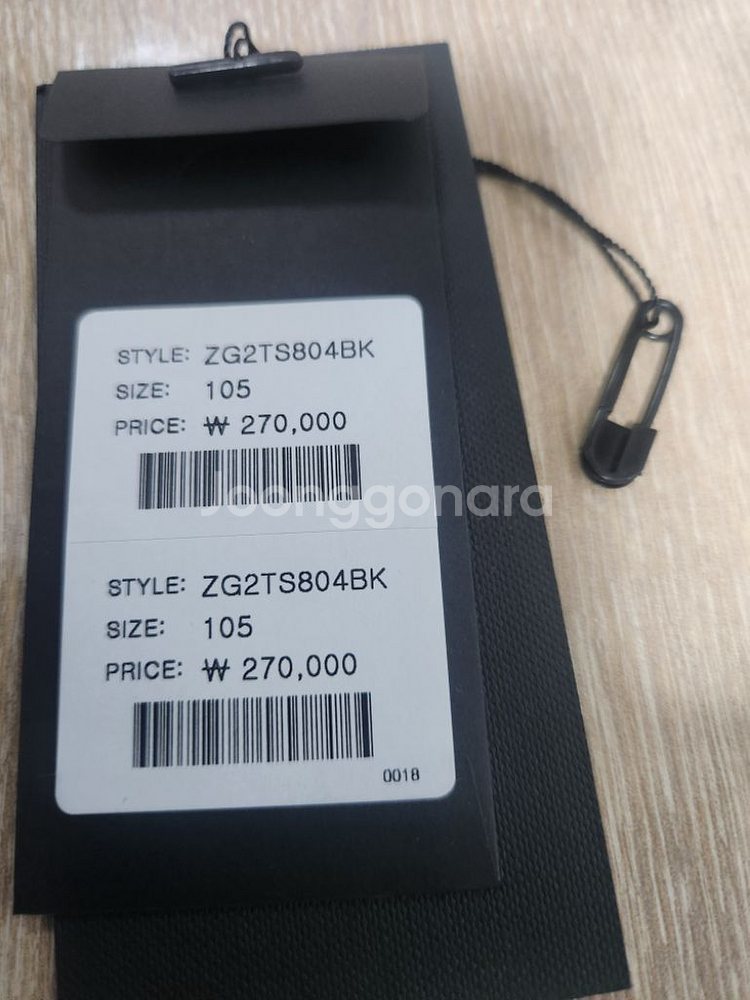 STYLE: ZG2TS804BK
SIZE: 105
PRICE: ₩ 270,000
Joonggonara
STYLE: ZG2TS804BK
SIZE: 105
PRICE: ₩ 270,000
0018